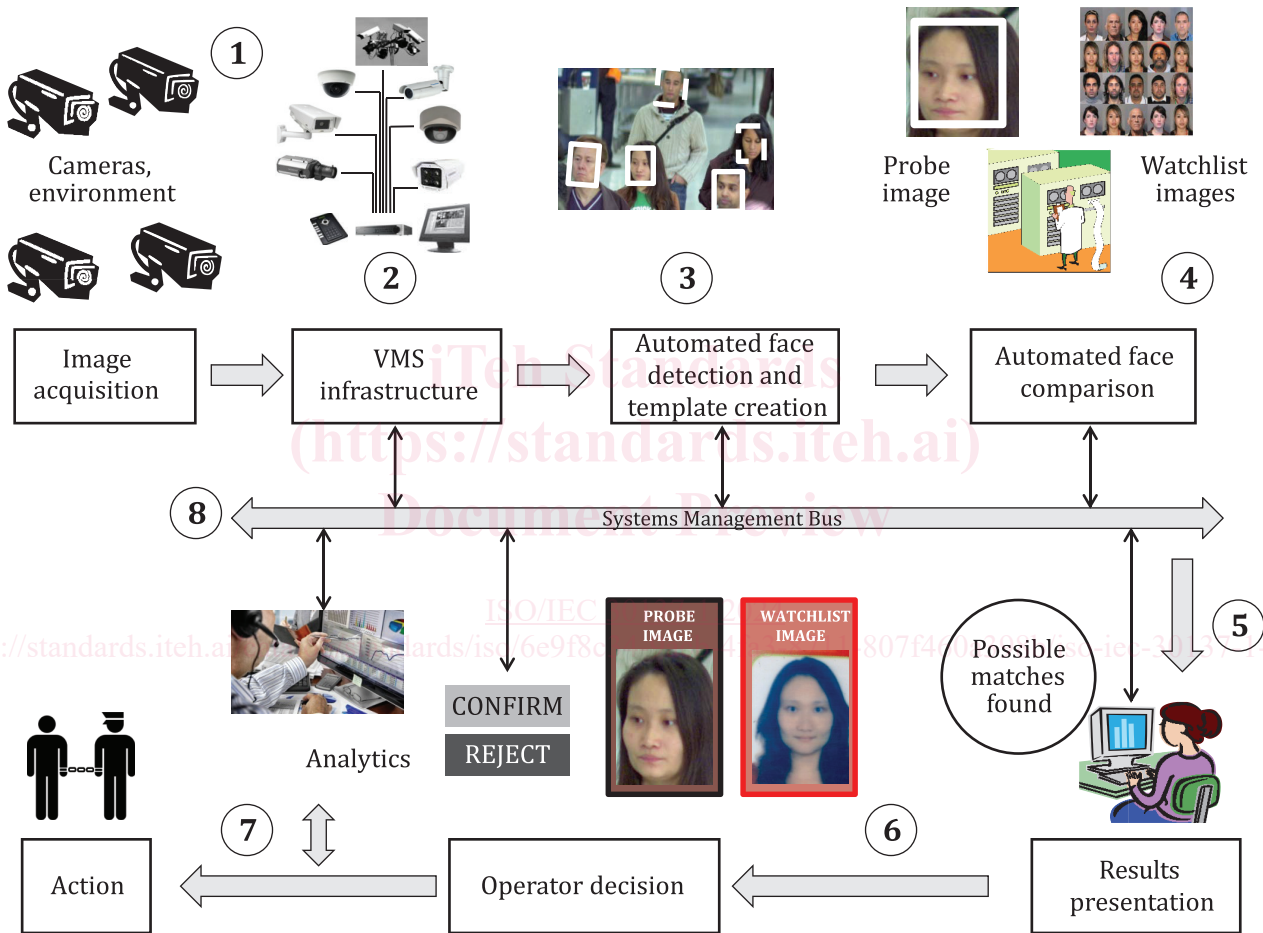 1
2
3
4
Cameras,
environment
Probe
image
Watchlist
images
Image
acquisition
VMS
infrastructure
Automated face
detection and
template creation
Automated face
comparison
iTeh Standards
(https://standards.iteh.ai)
Document Preview
8
Systems Management Bus
ISO/IEC
PROBE
IMAGE
WATCHLIST
IMAGE
5
Possible
matches
found
CONFIRM
REJECT
Analytics
7
6
Action
Operator decision
Results
presentation